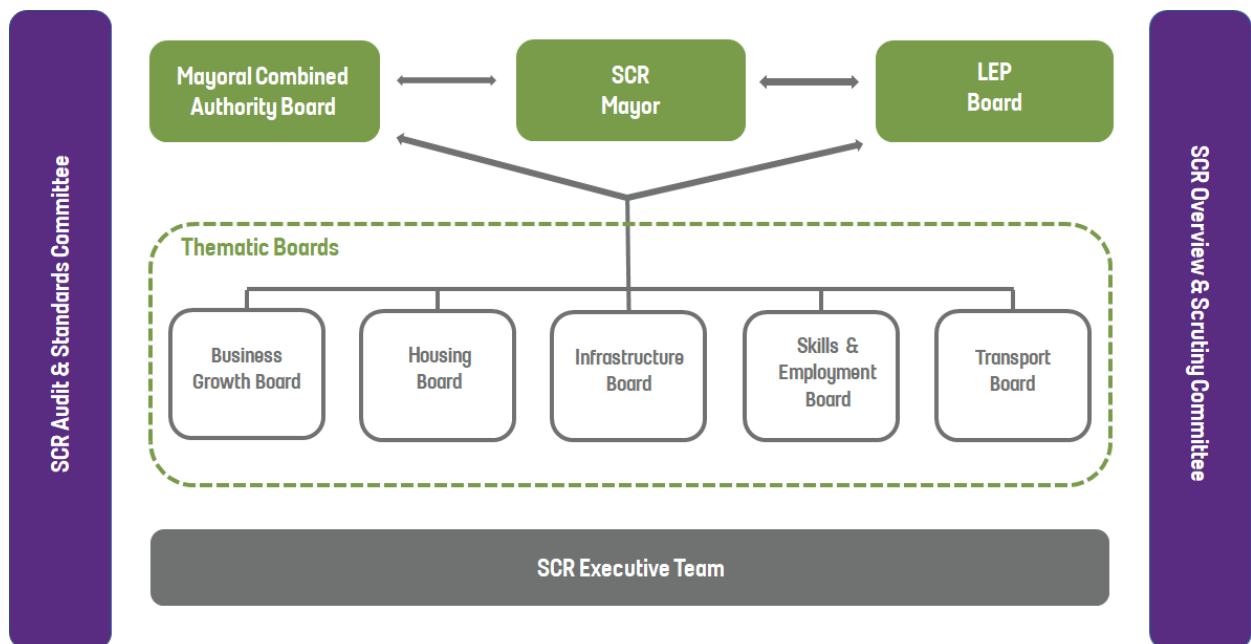 SCR Audit & Standards Committee
Mayoral Combined
Authority Board
SCR
Mayor
LEP
Board
Thematic Boards
Business
Growth Board
Housing
Board
Infrastructure
Board
Skills &
Employment
Board
Transport
Board
SCR Executive Team
SCR Overview & Scrutiny Committee